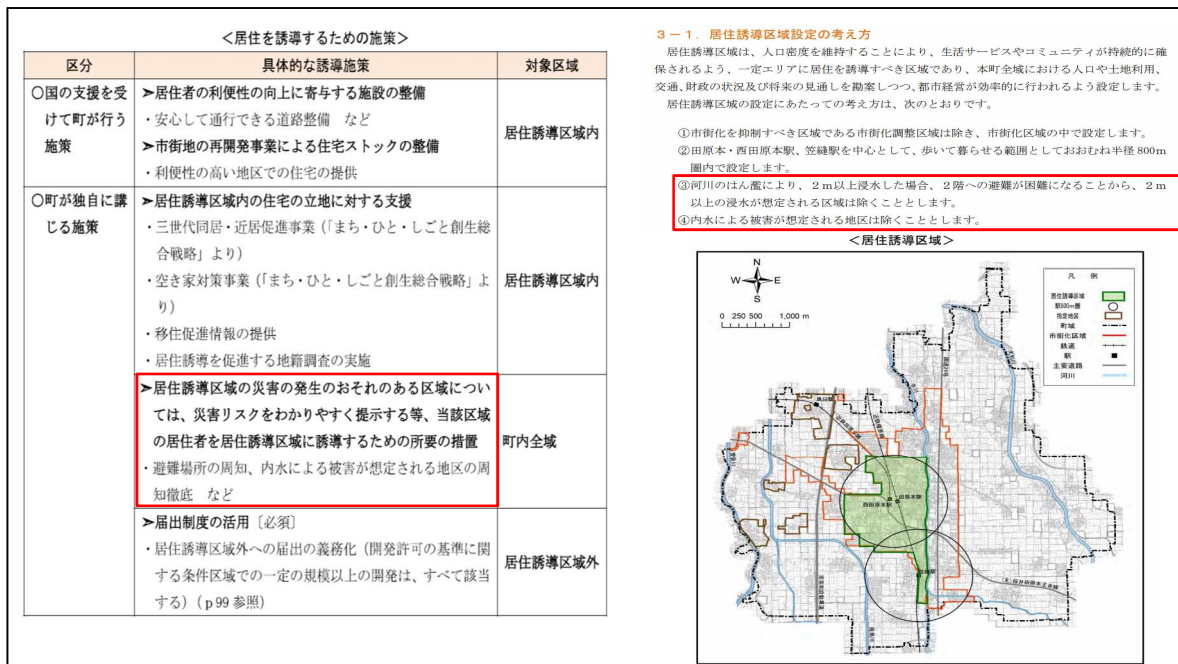 <居住を誘導するための施策>
区分
具体的な誘導施策
対象区域
○国の支援を受
けて町が行う
施策
➢居住者の利便性の向上に寄与する施設の整備
・安心して通行できる道路整備 など
➢市街地の再開発事業による住宅ストックの整備
・利便性の高い地区での住宅の提供
居住誘導区域内
○町が独自に講
じる施策
➢居住誘導区域内の住宅の立地に対する支援
・三世代同居・近居促進事業(「まち・ひと・しごと創生総
合戦略」より)
・空き家対策事業(「まち・ひと・しごと創生総合戦略」よ
り)
・移住促進情報の提供
・居住誘導を促進する地籍調査の実施
居住誘導区域内
➢居住誘導区域の災害の発生のおそれのある区域につい
ては、災害リスクをわかりやすく提示する等、当該区域
の居住者を居住誘導区域に誘導するための所要の措置
・避難場所の周知、内水による被害が想定される地区の周
知徹底 など
町内全域
➢届出制度の活用〔必須〕
・居住誘導区域外への届出の義務化(開発許可の基準に関
する条件区域での一定の規模以上の開発は、すべて該当
する)(p99参照)
居住誘導区域外
3-1.居住誘導区域設定の考え方
居住誘導区域は、人口密度を維持することにより、生活サービスやコミュニティが持続的に確
保されるよう、一定エリアに居住を誘導すべき区域であり、本町全域における人口や土地利用、
交通、財政の状況及び将来の見通しを勘案しつつ、都市経営が効率的に行われるよう設定します。
居住誘導区域の設定にあたっての考え方は、次のとおりです。
①市街化を抑制すべき区域である市街化調整区域は除き、市街化区域の中で設定します。
②田原本・西田原本駅、笠縫駅を中心として、歩いて暮らせる範囲としておおむね半径800m
圏内で設定します。
③河川のはん濫により、2m以上浸水した場合、2階への避難が困難になることから、2m
以上の浸水が想定される区域は除くこととします。
④内水による被害が想定される地区は除くこととします。
<居住誘導区域>
N
W
E
S
0 250 500 1,000 m
凡 例
居住誘導区域
駅800m圏
指定地区
町域
市街化区域
鉄道
駅
主要道路
河川
黒田駅
田原本駅
西田原本駅
笠縫駅